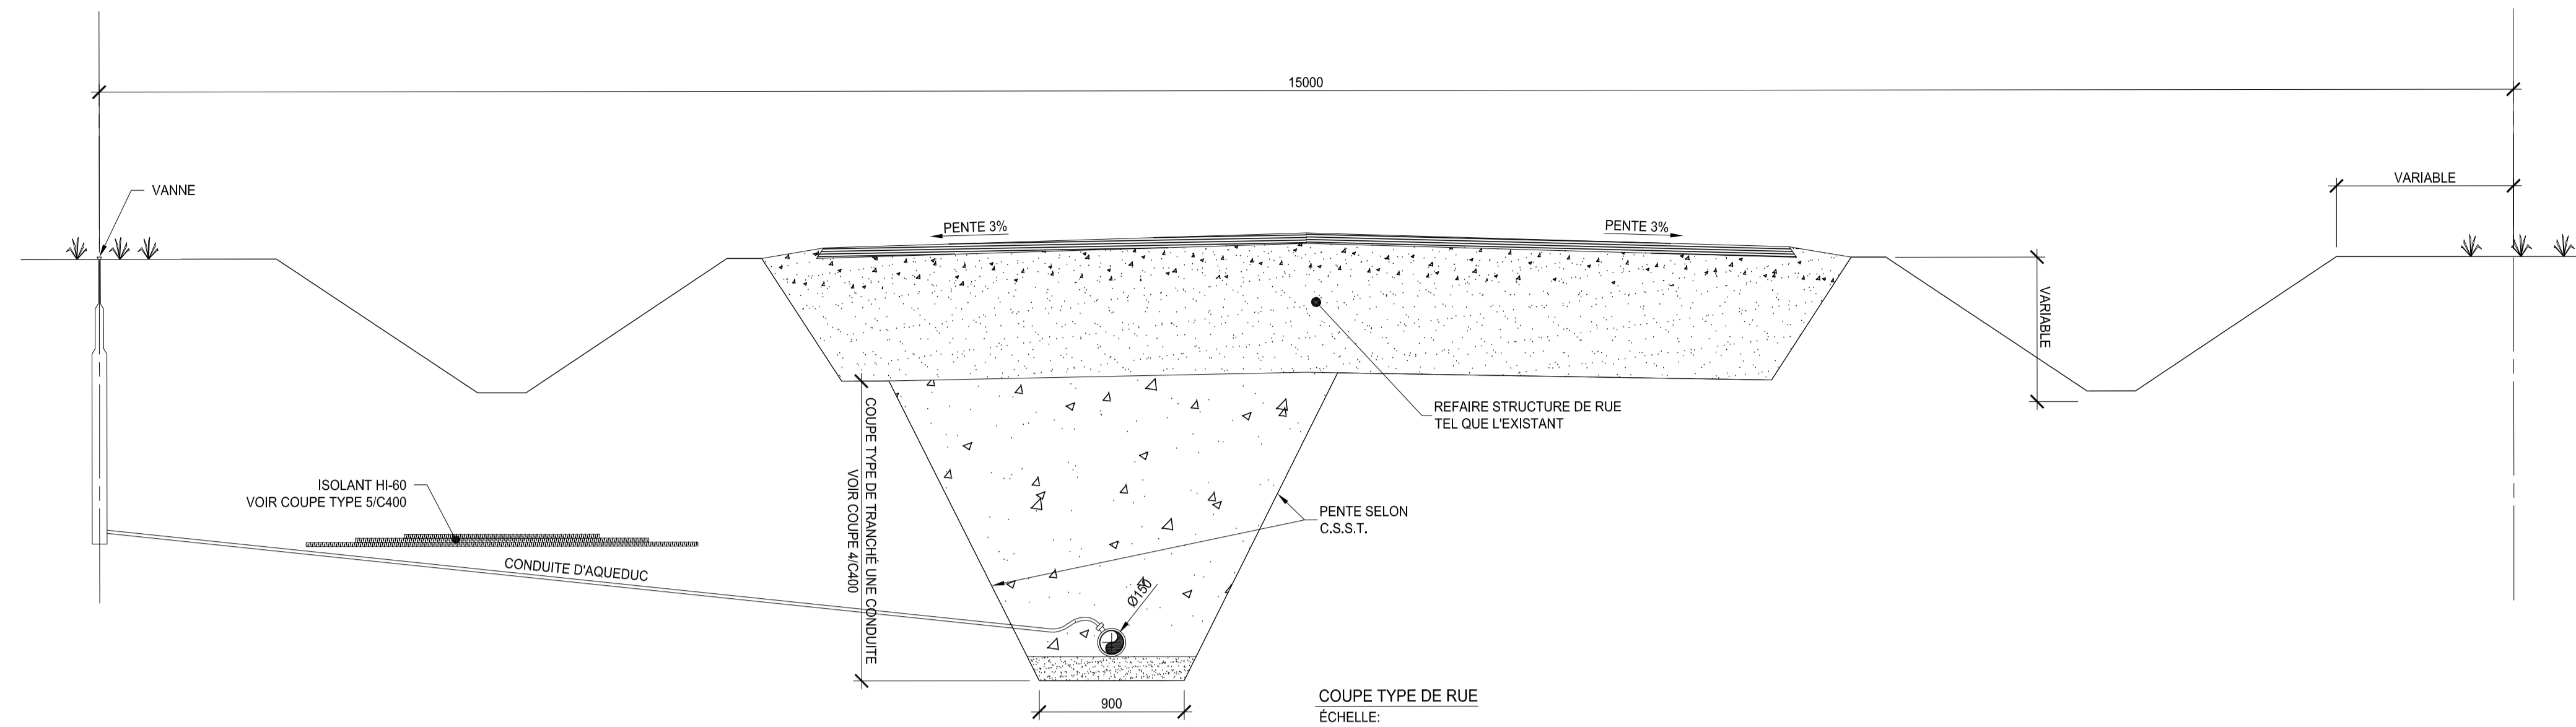 15000
VANNE
VARIABLE
PENTE 3%
PENTE 3%
VARIABLE
REFAIRE STRUCTURE DE RUE
TEL QUE L'EXISTANT
COUPE TYPE DE TRANCHÉ UNE CONDUITE
VOIR COUPE 4/C400
ISOLANT HI-60
VOIR COUPE TYPE 5/C400
PENTE SELON
C.S.S.T.
CONDUITE D'AQUEDUC
Ø150
900
COUPE TYPE DE RUE
ÉCHELLE: